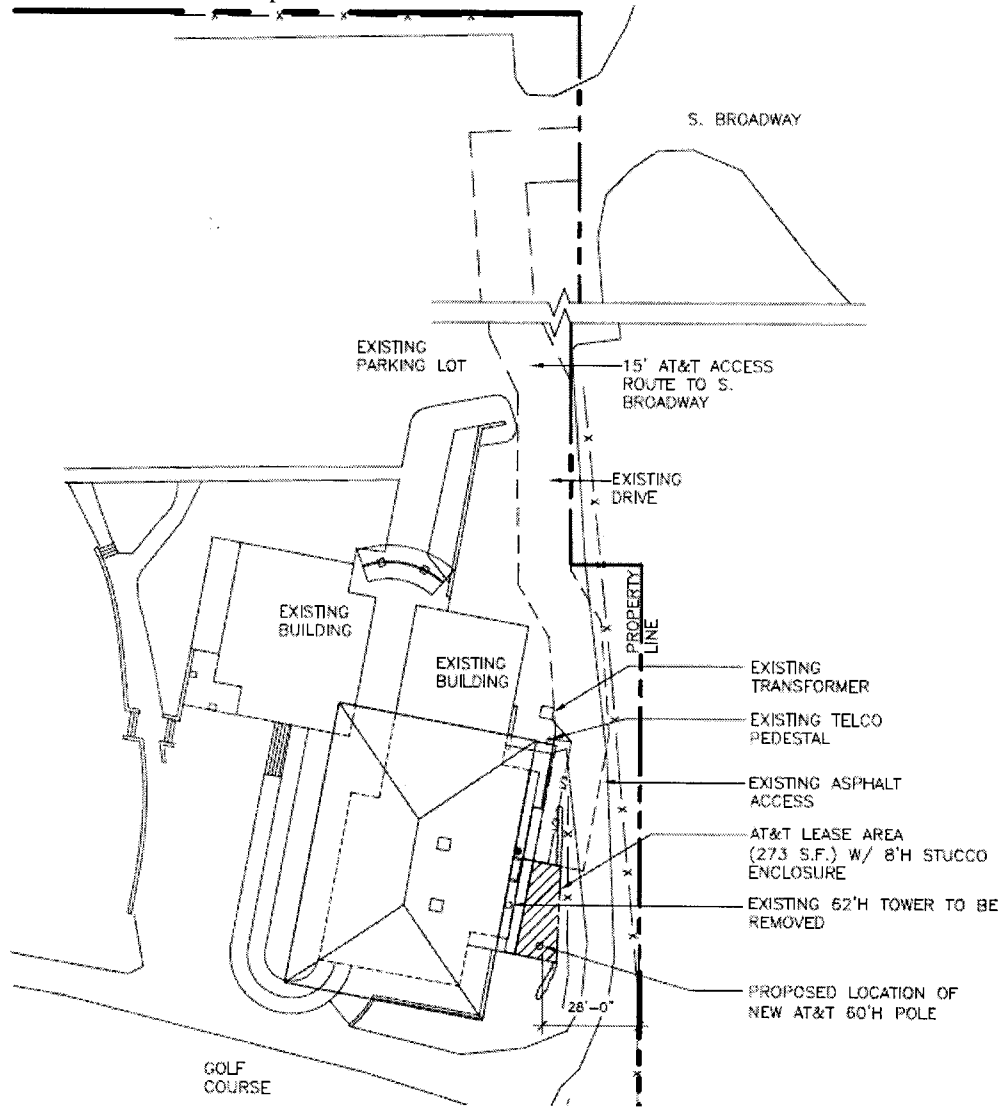 S. BROADWAY
EXISTING
PARKING LOT
15' AT&T ACCESS
ROUTE TO S.
BROADWAY
EXISTING
DRIVE
PROPERTY
LINE
EXISTING
BUILDING
EXISTING
BUILDING
EXISTING
TRANSFORMER
EXISTING TELCO
PEDESTAL
EXISTING ASPHALT
ACCESS
AT&T LEASE AREA
(273 S.F.) W/ 8'H STUCCO
ENCLOSURE
EXISTING 62'H TOWER TO BE
REMOVED
PROPOSED LOCATION OF
NEW AT&T 60'H POLE
28'-0"
GOLF
COURSE